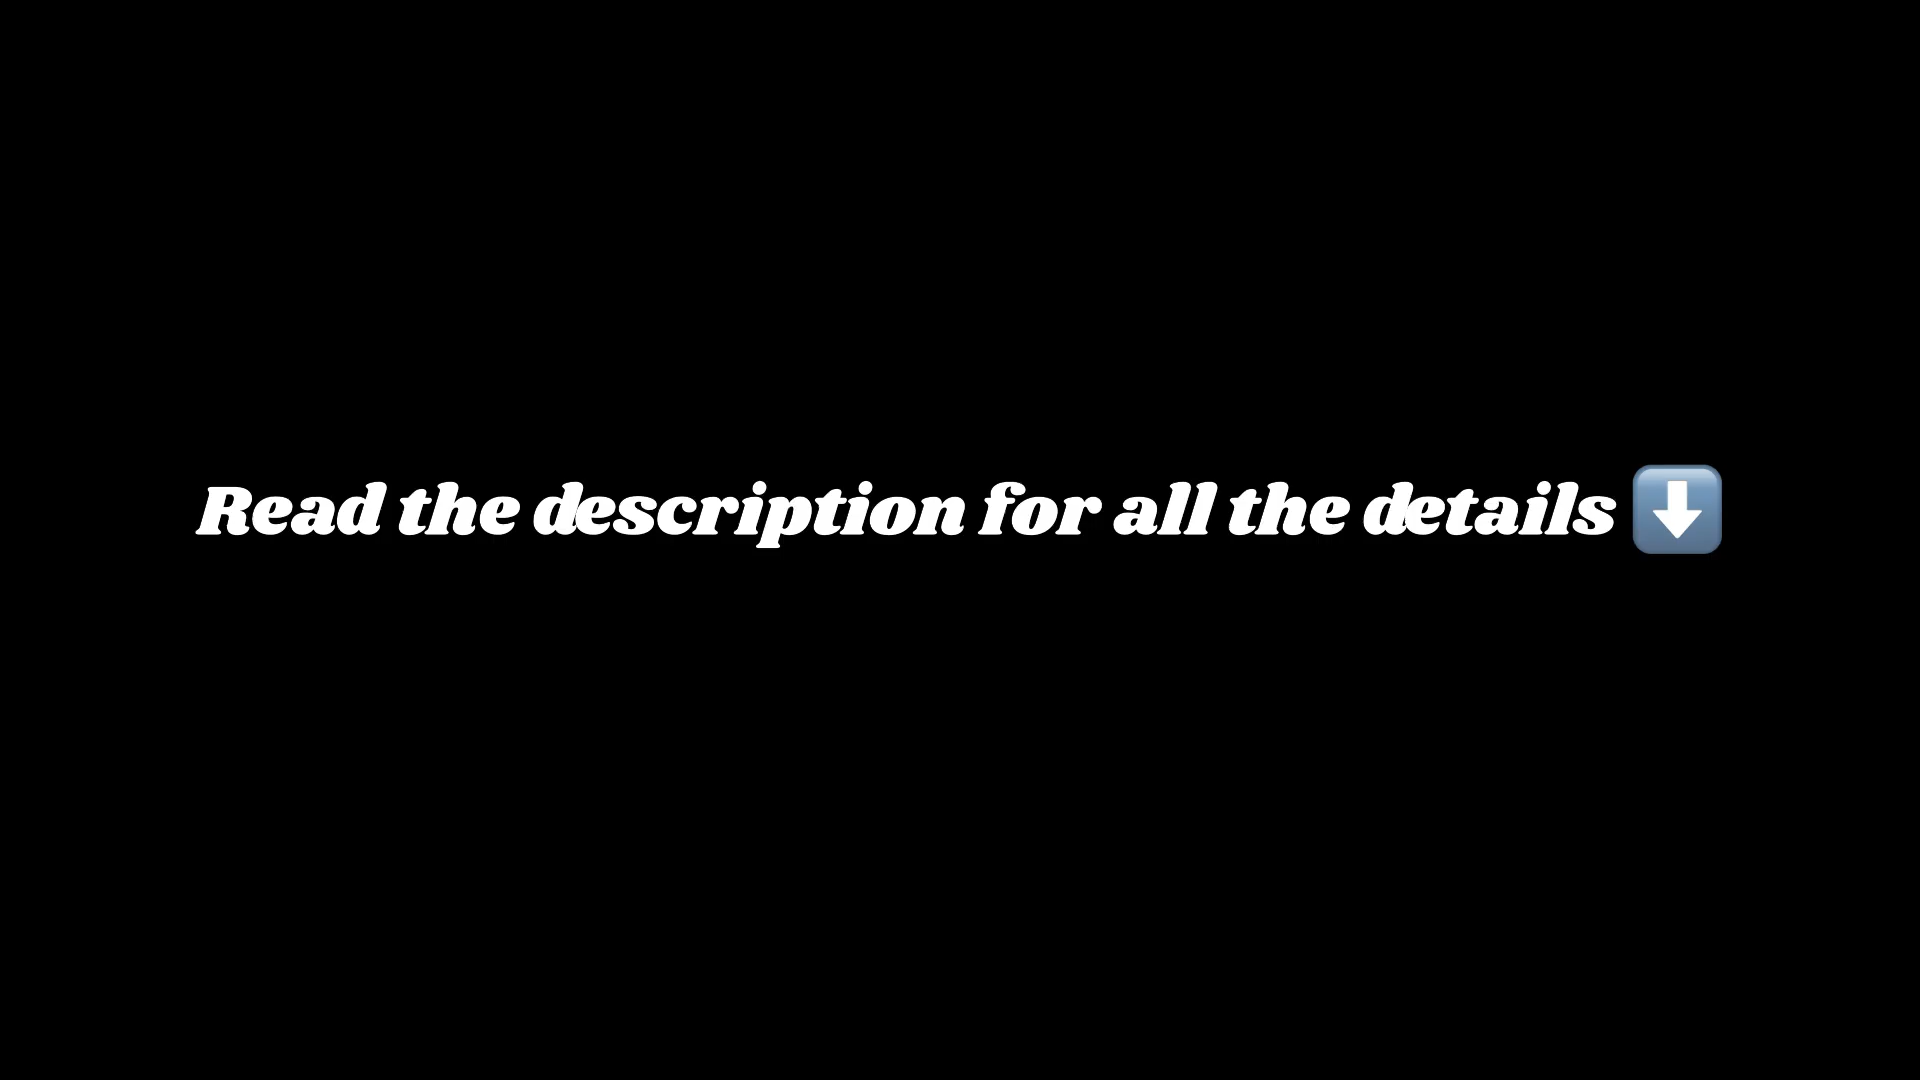 Read the description for all the details ⬇️